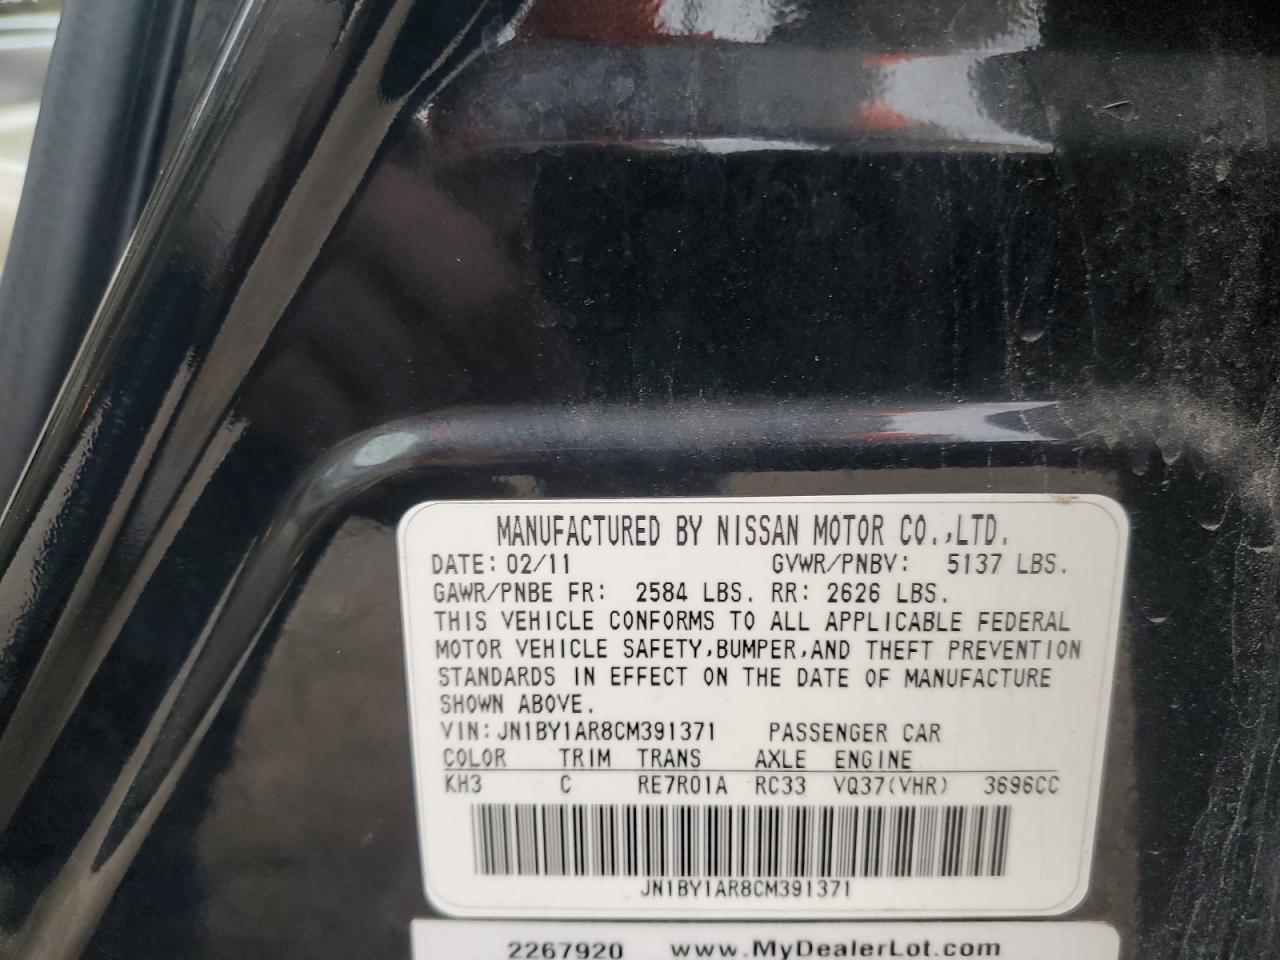 MANUFACTURED BY NISSAN MOTOR CO.,LTD.
DATE: 02/11 GVWR/PNBV: 5137 LBS.
GAWR/PNBE FR: 2584 LBS. RR: 2626 LBS.
THIS VEHICLE CONFORMS TO ALL APPLICABLE FEDERAL
MOTOR VEHICLE SAFETY,BUMPER,AND THEFT PREVENTION
STANDARDS IN EFFECT ON THE DATE OF MANUFACTURE
SHOWN ABOVE.
VIN: JN1BY1AR8CM391371 PASSENGER CAR
COLOR TRIM TRANS AXLE ENGINE
KH3 C RE7R01A RC33 VQ37(VHR) 3696CC
JN1BY1AR8CM391371
2267920 www.MyDealerLot.com